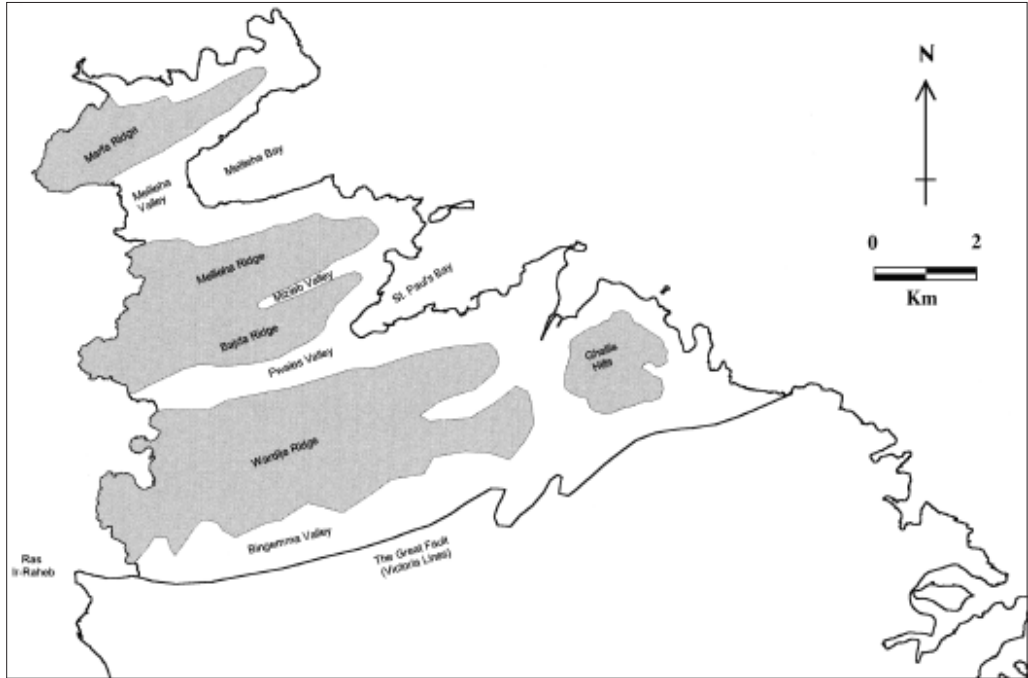 N
Marfa Ridge
Mellieha Bay
Mellieha
Valley
0 2
Km
Mellieha Ridge
Mizieb Valley
St. Paul's Bay
Bajda Ridge
Pwales Valley
Għallis
Hills
Wardija Ridge
Bingemma Valley
The Great Fault
(Victoria Lines)
Ras
Ir-Raheb